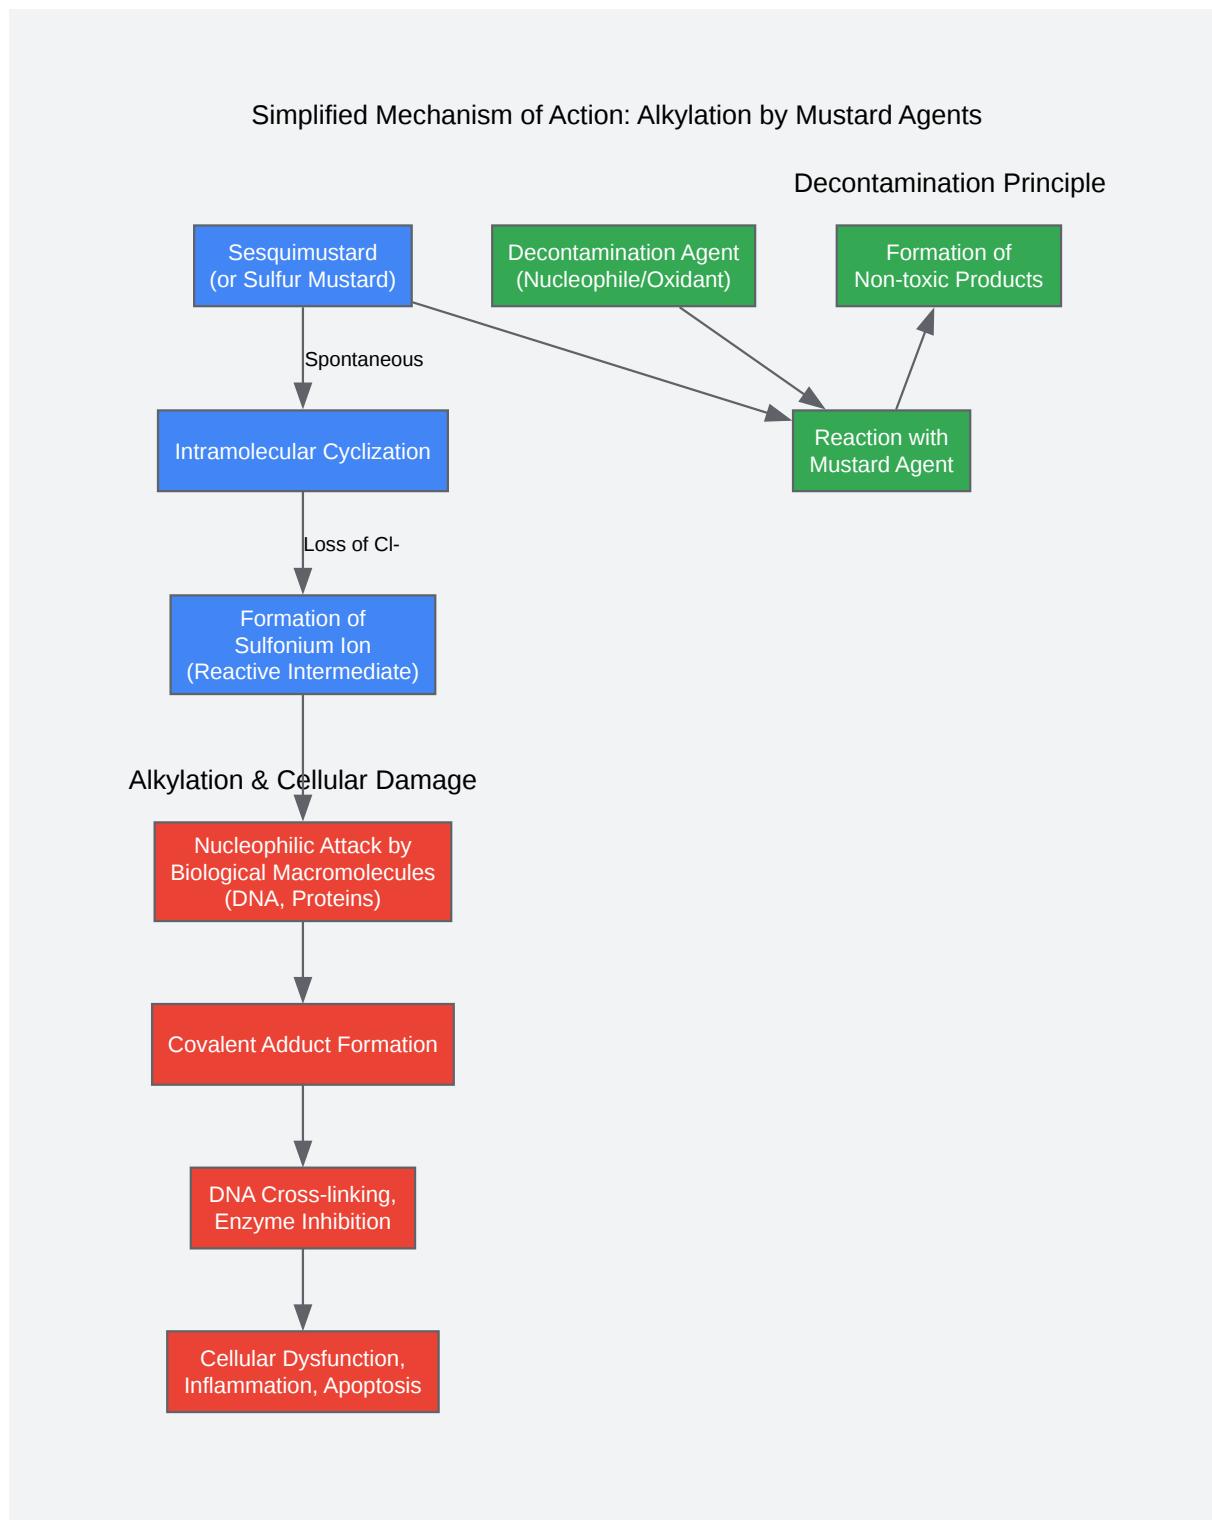 Simplified Mechanism of Action: Alkylation by Mustard Agents
Decontamination Principle
Sesquimustard
(or Sulfur Mustard)
Decontamination Agent
(Nucleophile/Oxidant)
Formation of
Non-toxic Products
Spontaneous
Intramolecular Cyclization
Reaction with
Mustard Agent
Loss of Cl-
Formation of
Sulfonium Ion
(Reactive Intermediate)
Alkylation & Cellular Damage
Nucleophilic Attack by
Biological Macromolecules
(DNA, Proteins)
Covalent Adduct Formation
DNA Cross-linking,
Enzyme Inhibition
Cellular Dysfunction,
Inflammation, Apoptosis